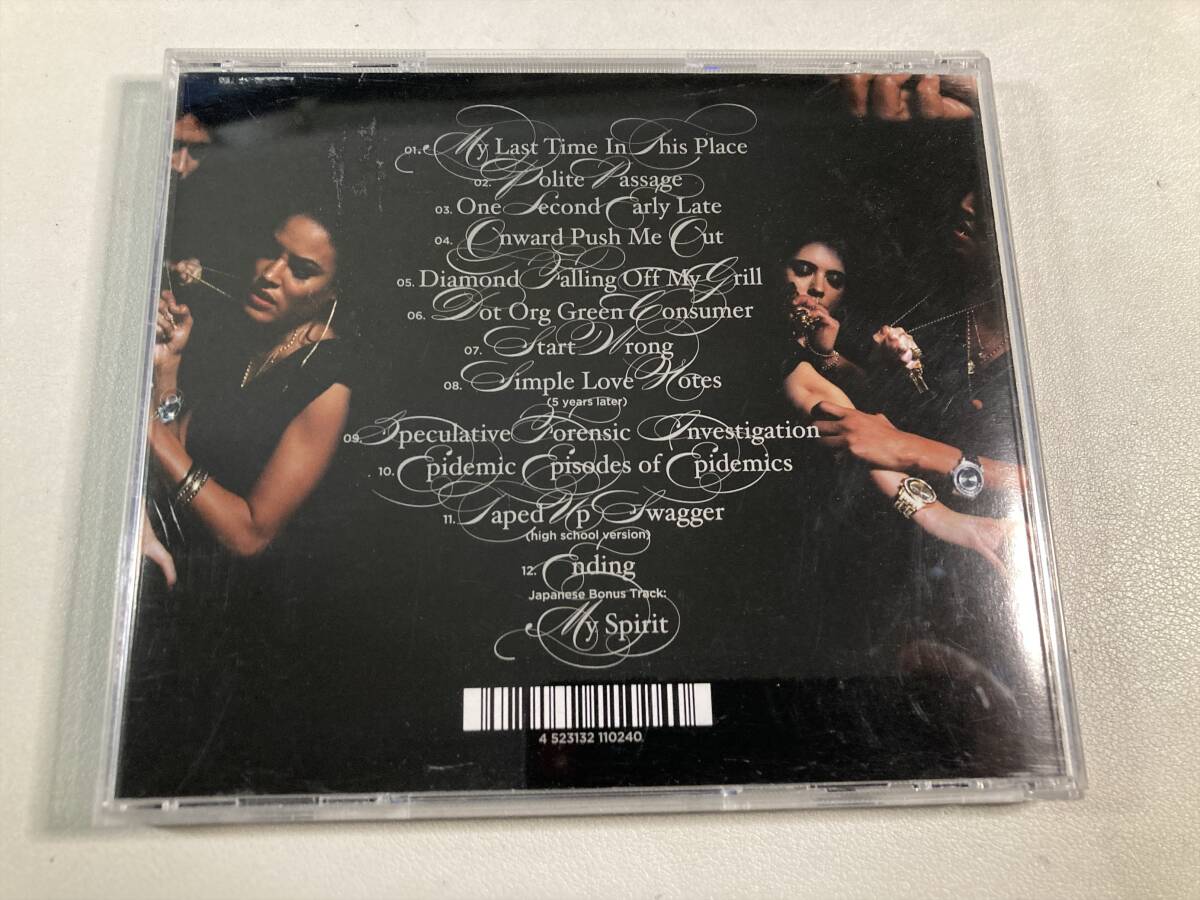 01. My Last Time In This Place
02. Polite Passage
03. One Second Early Late
04. Onward Push Me Out
05. Diamond Falling Off My Grill
06. Dot Org Green Consumer
07. Start Wrong
08. Simple Love Notes
(5 years later)
09. Speculative Forensic Investigation
10. Epidemic Episodes of Epidemics
11. Taped Up Swagger
(high school version)
12. Ending
Japanese Bonus Track:
My Spirit
4 523132 110240